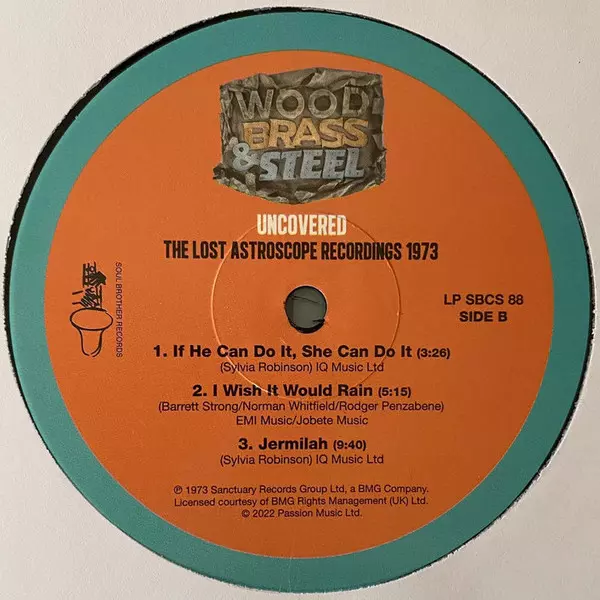 WOOD
BRASS
& STEEL
UNCOVERED
THE LOST ASTROSCOPE RECORDINGS 1973
SOUL BROTHER RECORDS
LP SBCS 88
SIDE B
1. If He Can Do It, She Can Do It (3:26)
(Sylvia Robinson) IQ Music Ltd
2. I Wish It Would Rain (5:15)
(Barrett Strong/Norman Whitfield/Rodger Penzabene)
EMI Music/Jobete Music
3. Jermilah (9:40)
(Sylvia Robinson) IQ Music Ltd
℗ 1973 Sanctuary Records Group Ltd, a BMG Company.
Licensed courtesy of BMG Rights Management (UK) Ltd.
© 2022 Passion Music Ltd.